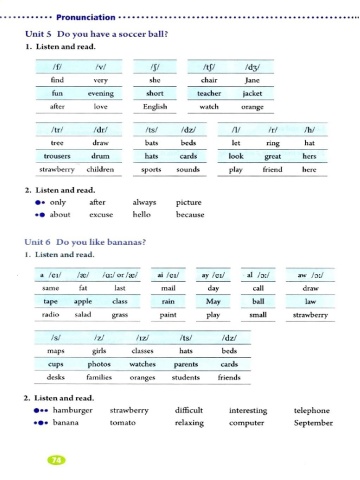 Pronunciation
Unit 5 Do you have a soccer ball?
1. Listen and read.
/f/ /v/ /ʃ/ /tʃ/ /dʒ/
find very she chair Jane
fun evening short teacher jacket
after love English watch orange
/tr/ /dr/ /ts/ /dz/ /l/ /r/ /h/
tree draw bats beds let ring hat
trousers drum hats cards look great hers
strawberry children sports sounds play friend here
2. Listen and read.
●• only after always picture
•● about excuse hello because
Unit 6 Do you like bananas?
1. Listen and read.
a /eɪ/ /æ/ /ɑː/ or /æ/ ai /eɪ/ ay /eɪ/ al /ɔː/ aw /ɔː/
same fat last mail day call draw
tape apple class rain May ball law
radio salad grass paint play small strawberry
/s/ /z/ /ɪz/ /ts/ /dz/
maps girls classes hats beds
cups photos watches parents cards
desks families oranges students friends
2. Listen and read.
●•• hamburger strawberry difficult interesting telephone
•●• banana tomato relaxing computer September
74